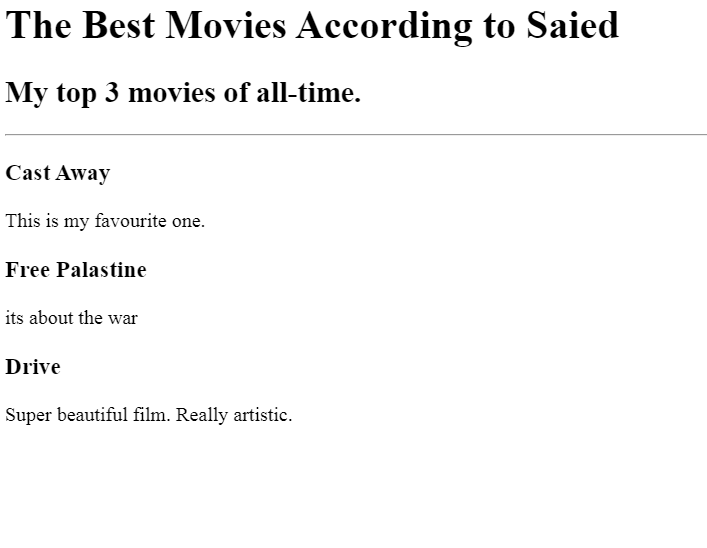 The Best Movies According to Saied
My top 3 movies of all-time.
Cast Away
This is my favourite one.
Free Palastine
its about the war
Drive
Super beautiful film. Really artistic.